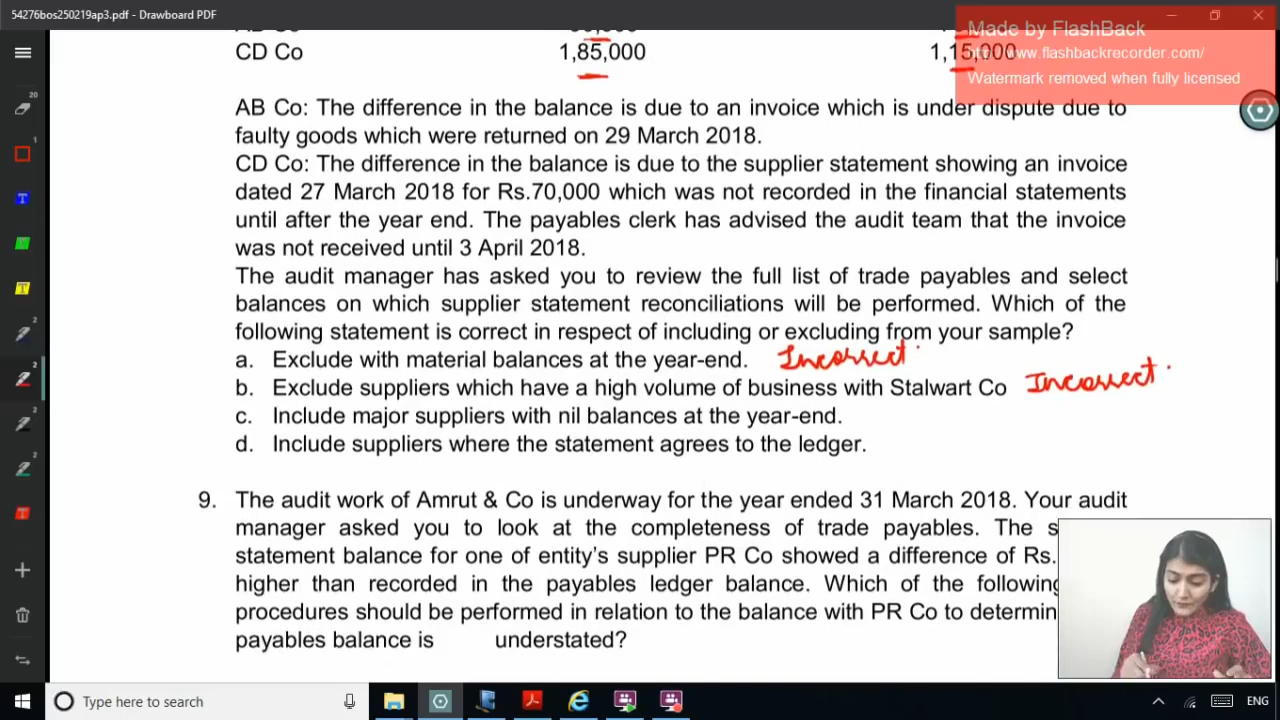 54276bos250219ap3.pdf - Drawboard PDF
Made by FlashBack
http://www.flashbackrecorder.com/
Watermark removed when fully licensed
CD Co 1,85,000 1,15,000
AB Co: The difference in the balance is due to an invoice which is under dispute due to
faulty goods which were returned on 29 March 2018.
CD Co: The difference in the balance is due to the supplier statement showing an invoice
dated 27 March 2018 for Rs.70,000 which was not recorded in the financial statements
until after the year end. The payables clerk has advised the audit team that the invoice
was not received until 3 April 2018.
The audit manager has asked you to review the full list of trade payables and select
balances on which supplier statement reconciliations will be performed. Which of the
following statement is correct in respect of including or excluding from your sample?
a. Exclude with material balances at the year-end. Incorrect
b. Exclude suppliers which have a high volume of business with Stalwart Co Incorrect
c. Include major suppliers with nil balances at the year-end.
d. Include suppliers where the statement agrees to the ledger.
9. The audit work of Amrut & Co is underway for the year ended 31 March 2018. Your audit
manager asked you to look at the completeness of trade payables. The
statement balance for one of entity's supplier PR Co showed a difference of Rs.
higher than recorded in the payables ledger balance. Which of the following
procedures should be performed in relation to the balance with PR Co to
payables balance is understated?
Type here to search
ENG